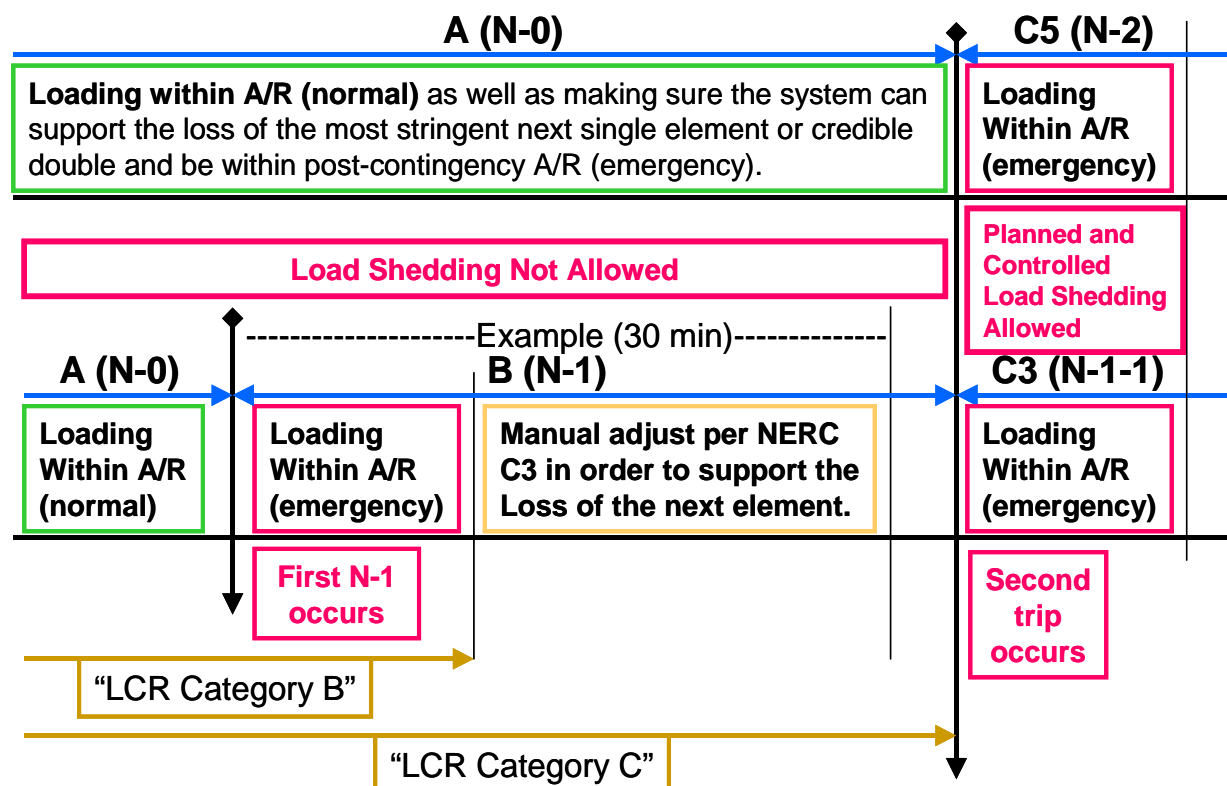 A (N-0)
C5 (N-2)
Loading within A/R (normal) as well as making sure the system can
support the loss of the most stringent next single element or credible
double and be within post-contingency A/R (emergency).
Loading
Within A/R
(emergency)
Load Shedding Not Allowed
Planned and
Controlled
Load Shedding
Allowed
---------------------Example (30 min)--------------
A (N-0)
B (N-1)
C3 (N-1-1)
Loading
Within A/R
(normal)
Loading
Within A/R
(emergency)
Manual adjust per NERC
C3 in order to support the
Loss of the next element.
Loading
Within A/R
(emergency)
First N-1
occurs
Second
trip
occurs
“LCR Category B”
“LCR Category C”